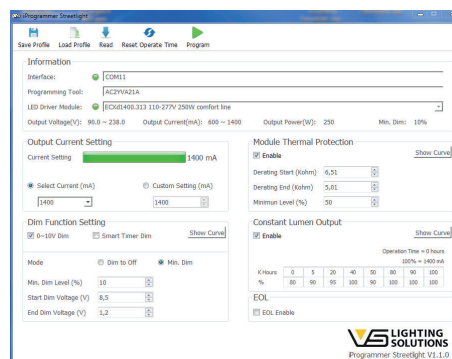 iProgrammer Streetlight
Save Profile Load Profile Read Reset Operate Time Program
Information
Interface: COM11
Programming Tool: AC2YVA21A
LED Driver Module: ECXd1400.313 110-277V 250W comfort line
Output Voltage(V): 90.0 ~ 238.0 Output Current(mA): 600 ~ 1400 Output Power(W): 250 Min. Dim: 10%
Output Current Setting
Current Setting 1400 mA
Select Current (mA) Custom Setting (mA)
1400 1400
Module Thermal Protection
Enable Show Curve
Derating Start (Kohm) 6,51
Derating End (Kohm) 5,01
Minimun Level (%) 50
Dim Function Setting
0~10V Dim Smart Timer Dim Show Curve
Mode Dim to Off Min. Dim
Min. Dim Level (%) 10
Start Dim Voltage (V) 8,5
End Dim Voltage (V) 1,2
Constant Lumen Output
Enable Show Curve
Operation Time = 0 hours
100% = 1400 mA
K Hours 0 5 20 40 50 80 90 100
% 80 90 95 100 90 100 100 100
EOL
EOL Enable
VS LIGHTING
SOLUTIONS
Programmer Streetlight V1.1.0